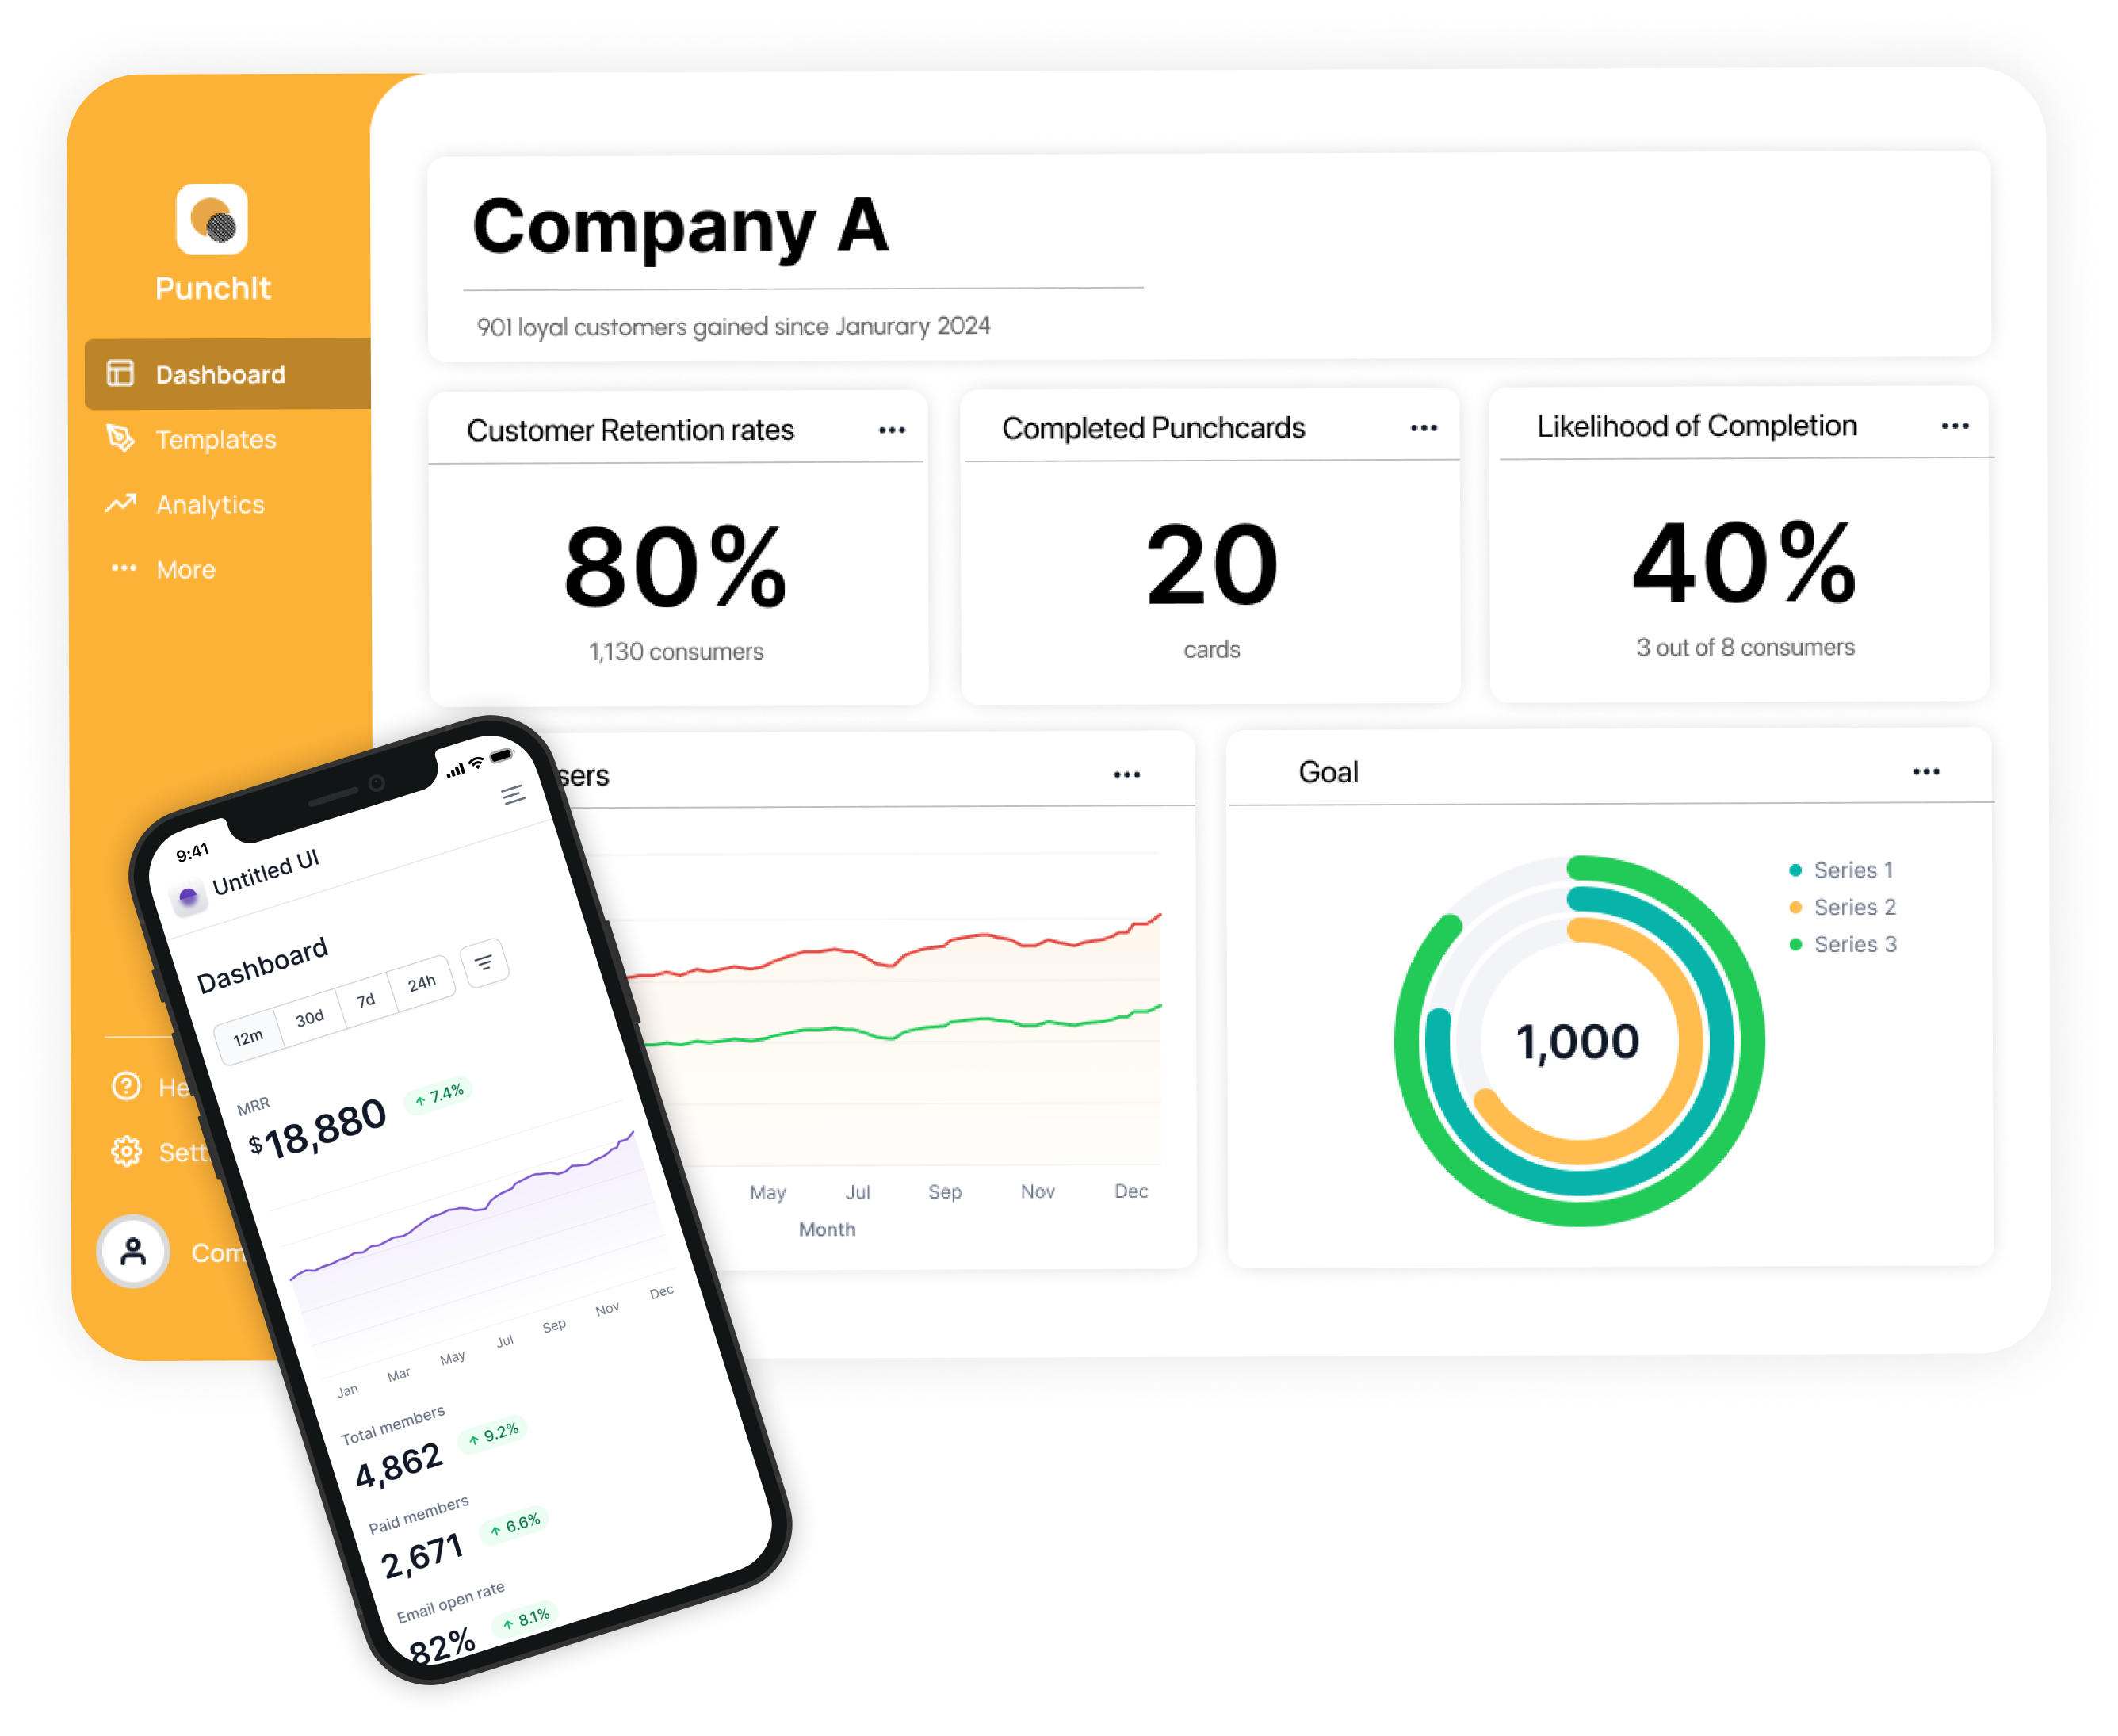 PunchIt
Dashboard
Templates
Analytics
More
Company A
901 loyal customers gained since Janurary 2024
Customer Retention rates
80%
1,130 consumers
Completed Punchcards
20
cards
Likelihood of Completion
40%
3 out of 8 consumers
May Jul Sep Nov Dec
Month
Goal
1,000
Series 1
Series 2
Series 3
9:41
Untitled UI
Dashboard
12m 30d 7d 24h
MRR
$18,880 7.4%
Jan Mar May Jul Sep Nov Dec
Total members
4,862 9.2%
Paid members
2,671 6.6%
Email open rate
82% 8.1%